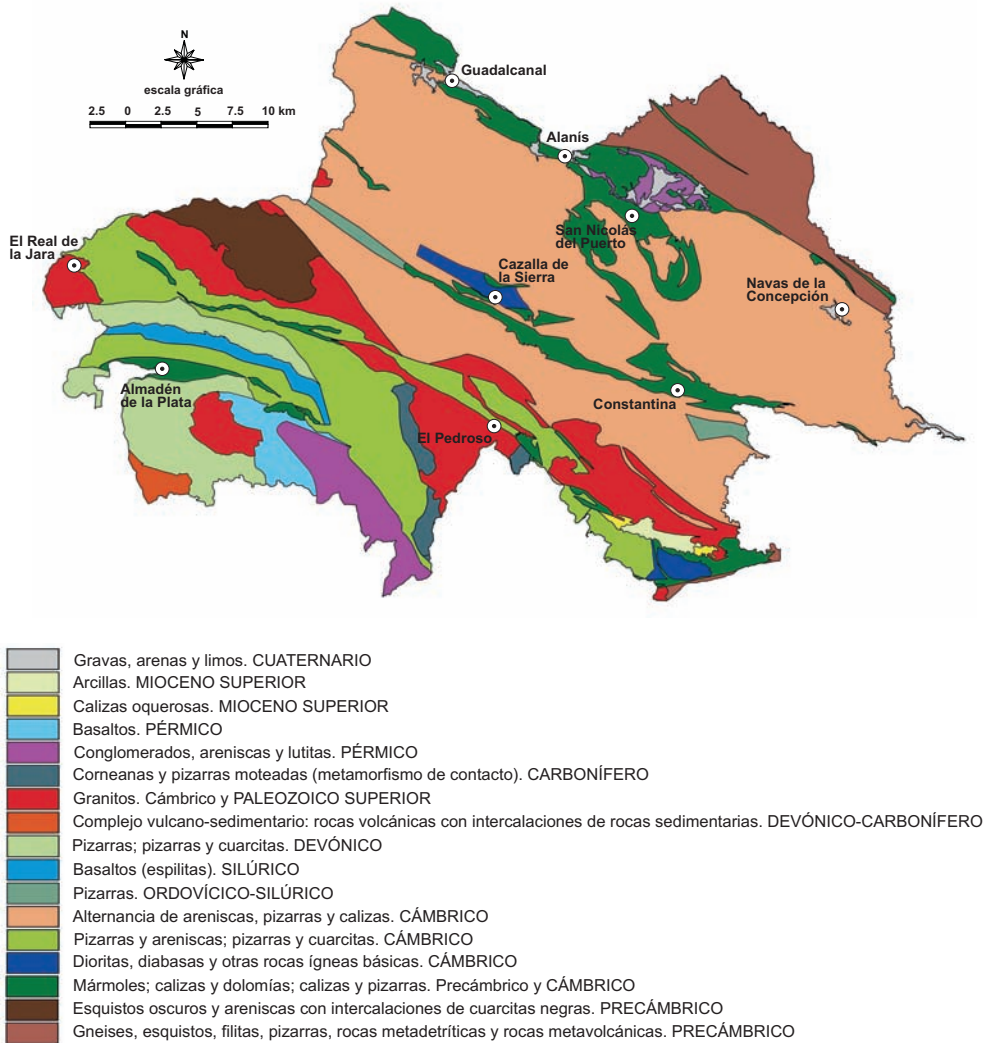 N
escala gráfica
2.5 0 2.5 5 7.5 10 km
Guadalcanal
Alanís
San Nicolás
del Puerto
El Real de
la Jara
Cazalla de
la Sierra
Navas de la
Concepción
Almadén
de la Plata
Constantina
El Pedroso
Gravas, arenas y limos. CUATERNARIO
Arcillas. MIOCENO SUPERIOR
Calizas oquerosas. MIOCENO SUPERIOR
Basaltos. PÉRMICO
Conglomerados, areniscas y lutitas. PÉRMICO
Corneanas y pizarras moteadas (metamorfismo de contacto). CARBONÍFERO
Granitos. Cámbrico y PALEOZOICO SUPERIOR
Complejo vulcano-sedimentario: rocas volcánicas con intercalaciones de rocas sedimentarias. DEVÓNICO-CARBONÍFERO
Pizarras; pizarras y cuarcitas. DEVÓNICO
Basaltos (espilitas). SILÚRICO
Pizarras. ORDOVÍCICO-SILÚRICO
Alternancia de areniscas, pizarras y calizas. CÁMBRICO
Pizarras y areniscas; pizarras y cuarcitas. CÁMBRICO
Dioritas, diabasas y otras rocas ígneas básicas. CÁMBRICO
Mármoles; calizas y dolomías; calizas y pizarras. Precámbrico y CÁMBRICO
Esquistos oscuros y areniscas con intercalaciones de cuarcitas negras. PRECÁMBRICO
Gneises, esquistos, filitas, pizarras, rocas metadetríticas y rocas metavolcánicas. PRECÁMBRICO